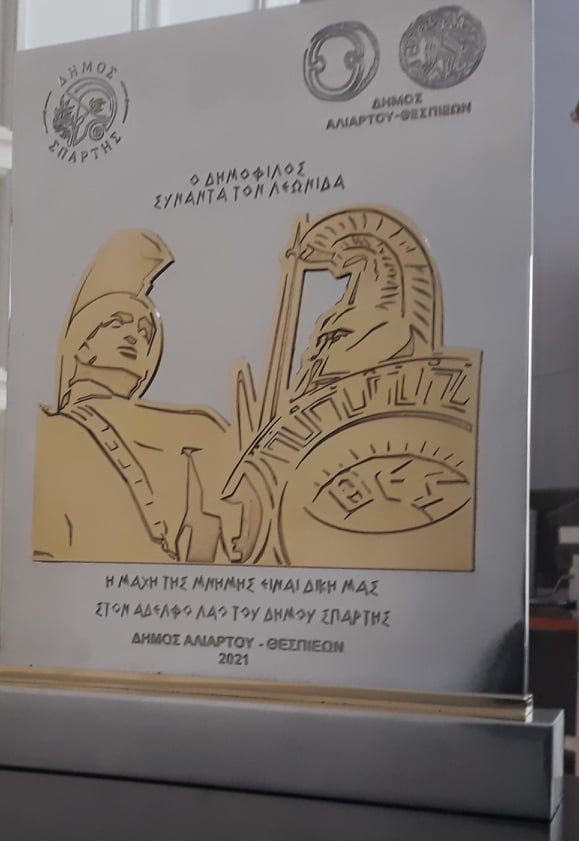 ΔΗΜΟΣ
ΣΠΑΡΤΗΣ
ΔΗΜΟΣ
ΑΛΙΑΡΤΟΥ-ΘΕΣΠΙΕΩΝ
Ο ΔΗΜΟΦΙΛΟΣ
ΣΥΝΑΝΤΑ ΤΟΝ ΛΕΩΝΙΔΑ
ΘΕΣ
Η ΜΑΧΗ ΤΗΣ ΜΝΗΜΗΣ ΕΙΝΑΙ ΔΙΚΗ ΜΑΣ
ΣΤΟΝ ΑΔΕΛΦΟ ΛΑΟ ΤΟΥ ΔΗΜΟΥ ΣΠΑΡΤΗΣ
ΔΗΜΟΣ ΑΛΙΑΡΤΟΥ - ΘΕΣΠΙΕΩΝ
2021